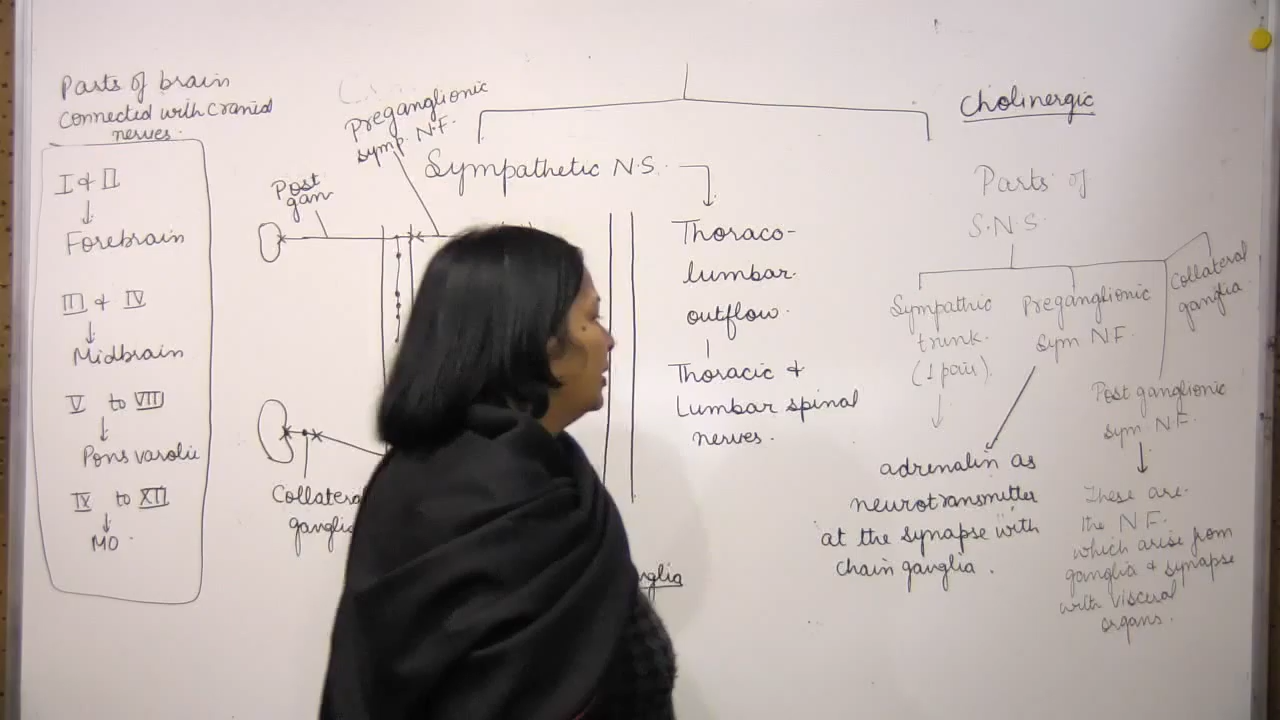 Parts of brain
connected with cranial
nerves.
I & II
Forebrain
III & IV
Midbrain
V to VIII
Pons varolii
IX to XII
MO.
Preganglionic
symp. N.F.
Post
gan
Collateral
ganglia
Sympathetic N.S.
Thoraco-
lumbar
outflow.
Thoracic &
Lumbar spinal
nerves.
Cholinergic
Parts of
S.N.S.
Sympathic
trunk.
(1 pair).
Preganglionic
sym N.F.
Collateral
ganglia.
adrenalin as
neurotransmitter
at the synapse with
chain ganglia.
Post ganglionic
sym N.F.
These are
the N.F.
which arise from
ganglia & synapse
with visceral
organs.